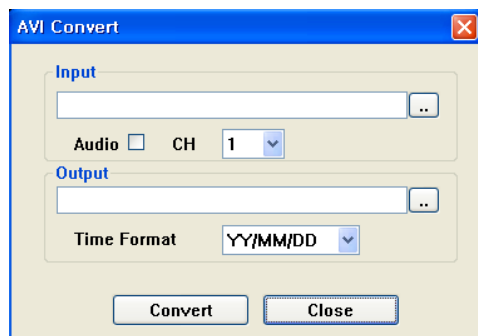 AVI Convert
Input
..
Audio CH 1
Output
..
Time Format YY/MM/DD
Convert Close